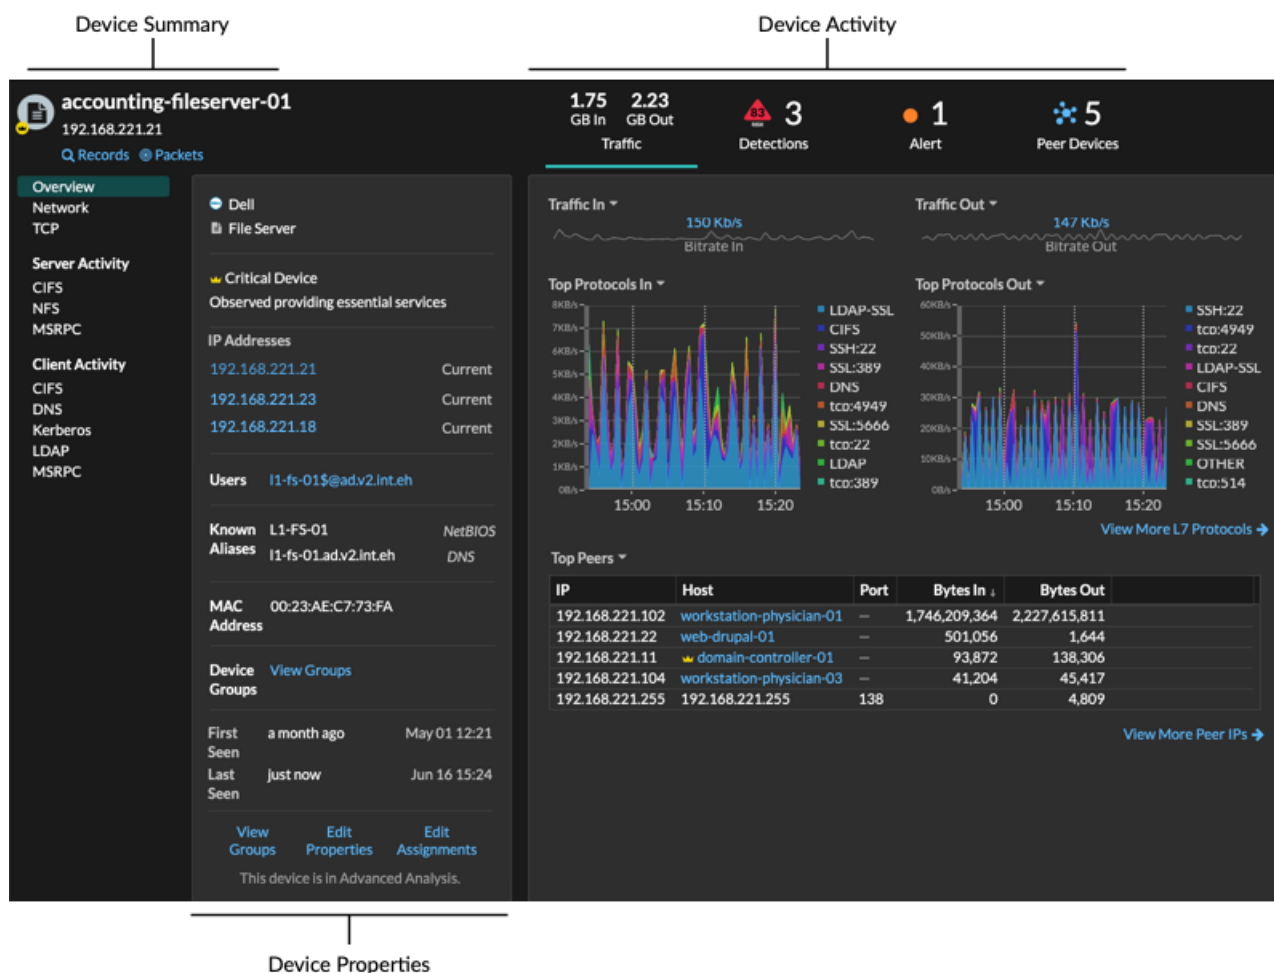 Device Summary
Device Activity
accounting-fileserver-01
192.168.221.21
Records Packets
1.75 2.23
GB In GB Out
Traffic
83
RISK
3
Detections
1
Alert
5
Peer Devices
Overview
Network
TCP
Server Activity
CIFS
NFS
MSRPC
Client Activity
CIFS
DNS
Kerberos
LDAP
MSRPC
Dell
File Server
Critical Device
Observed providing essential services
IP Addresses
192.168.221.21 Current
192.168.221.23 Current
192.168.221.18 Current
Users l1-fs-01$@ad.v2.int.eh
Known L1-FS-01 NetBIOS
Aliases l1-fs-01.ad.v2.int.eh DNS
MAC 00:23:AE:C7:73:FA
Address
Device View Groups
Groups
First a month ago May 01 12:21
Seen
Last just now Jun 16 15:24
Seen
View Edit Edit
Groups Properties Assignments
This device is in Advanced Analysis.
Traffic In
150 Kb/s
Bitrate In
Traffic Out
147 Kb/s
Bitrate Out
Top Protocols In
8KB/s
7KB/s
6KB/s
5KB/s
4KB/s
3KB/s
2KB/s
1KB/s
0B/s
15:00 15:10 15:20
LDAP-SSL
CIFS
SSH:22
SSL:389
DNS
tcp:4949
SSL:5666
tcp:22
LDAP
tcp:389
Top Protocols Out
60KB/s
50KB/s
40KB/s
30KB/s
20KB/s
10KB/s
0B/s
15:00 15:10 15:20
SSH:22
tcp:4949
tcp:22
LDAP-SSL
CIFS
DNS
SSL:389
SSL:5666
OTHER
tcp:514
View More L7 Protocols →
Top Peers
IP Host Port Bytes In ↓ Bytes Out
192.168.221.102 workstation-physician-01 — 1,746,209,364 2,227,615,811
192.168.221.22 web-drupal-01 — 501,056 1,644
192.168.221.11 domain-controller-01 — 93,872 138,306
192.168.221.104 workstation-physician-03 — 41,204 45,417
192.168.221.255 192.168.221.255 138 0 4,809
View More Peer IPs →
Device Properties